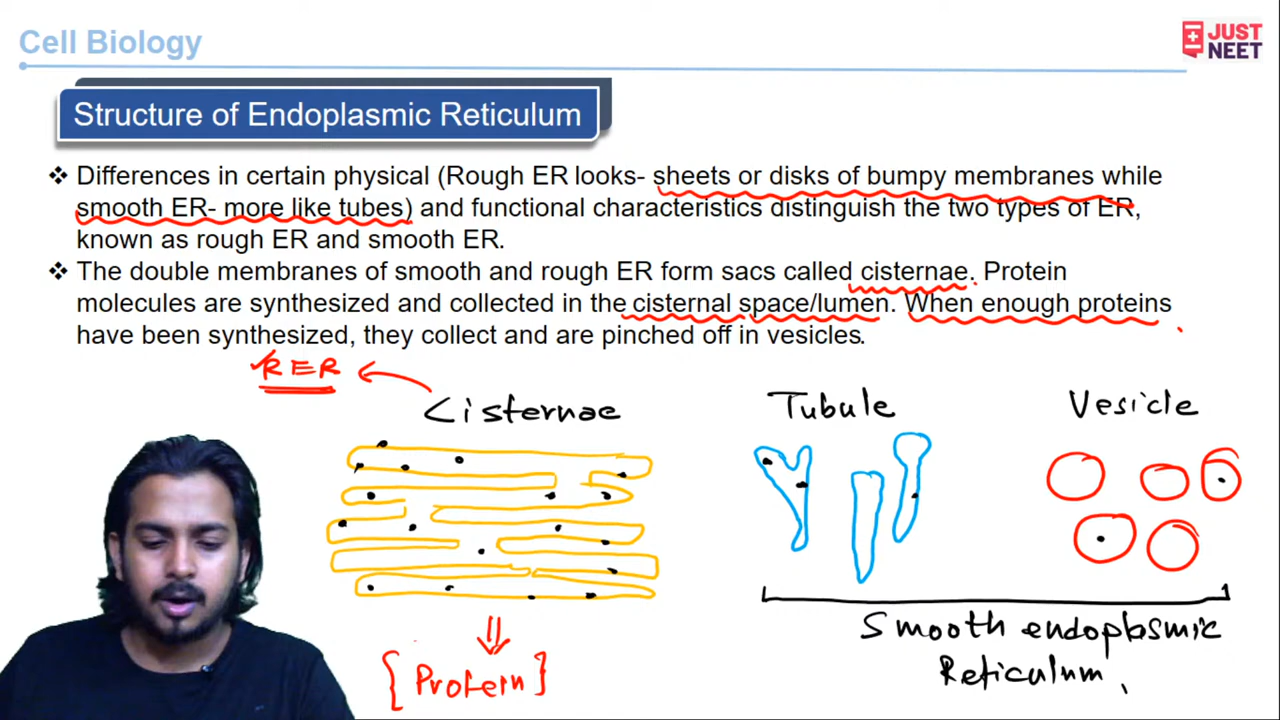 Cell Biology
JUST
NEET
Structure of Endoplasmic Reticulum
❖ Differences in certain physical (Rough ER looks- sheets or disks of bumpy membranes while
smooth ER- more like tubes) and functional characteristics distinguish the two types of ER,
known as rough ER and smooth ER.
❖ The double membranes of smooth and rough ER form sacs called cisternae. Protein
molecules are synthesized and collected in the cisternal space/lumen. When enough proteins
have been synthesized, they collect and are pinched off in vesicles.
RER
Cisternae
Tubule
Vesicle
Smooth endoplasmic
Reticulum
[Protein]